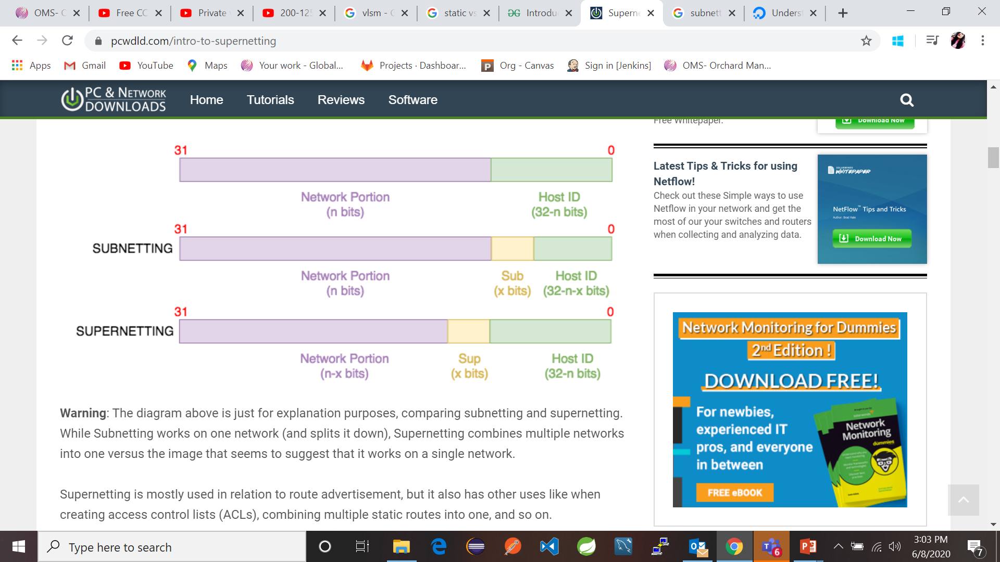 OMS- C
Free CC
Private
200-125
vlsm - G
static vs
Introdu
Superne
subnett
Underst
pcwdld.com/intro-to-supernetting
Apps
Gmail
YouTube
Maps
Your work - Global...
Projects · Dashboar...
Org - Canvas
Sign in [Jenkins]
OMS- Orchard Man...
PC & NETWORK
DOWNLOADS
Home
Tutorials
Reviews
Software
Free Whitepaper.
Download Now
31
0
Network Portion
(n bits)
Host ID
(32-n bits)
31
0
SUBNETTING
Network Portion
(n bits)
Sub
(x bits)
Host ID
(32-n-x bits)
31
0
SUPERNETTING
Network Portion
(n-x bits)
Sup
(x bits)
Host ID
(32-n bits)
Warning: The diagram above is just for explanation purposes, comparing subnetting and supernetting.
While Subnetting works on one network (and splits it down), Supernetting combines multiple networks
into one versus the image that seems to suggest that it works on a single network.
Supernetting is mostly used in relation to route advertisement, but it also has other uses like when
creating access control lists (ACLs), combining multiple static routes into one, and so on.
Latest Tips & Tricks for using
Netflow!
Check out these Simple ways to use
Netflow in your network and get the
most of our your switches and routers
when collecting and analyzing data.
SOLARWINDS
WHITEPAPER
NetFlow™ Tips and Tricks
Author: Brad Hale
Download Now
Network Monitoring for Dummies
2nd Edition !
DOWNLOAD FREE!
For newbies,
experienced IT
pros, and everyone
in between
FREE eBOOK
Network
Monitoring
dummies
Type here to search
6
3:03 PM
6/8/2020
7